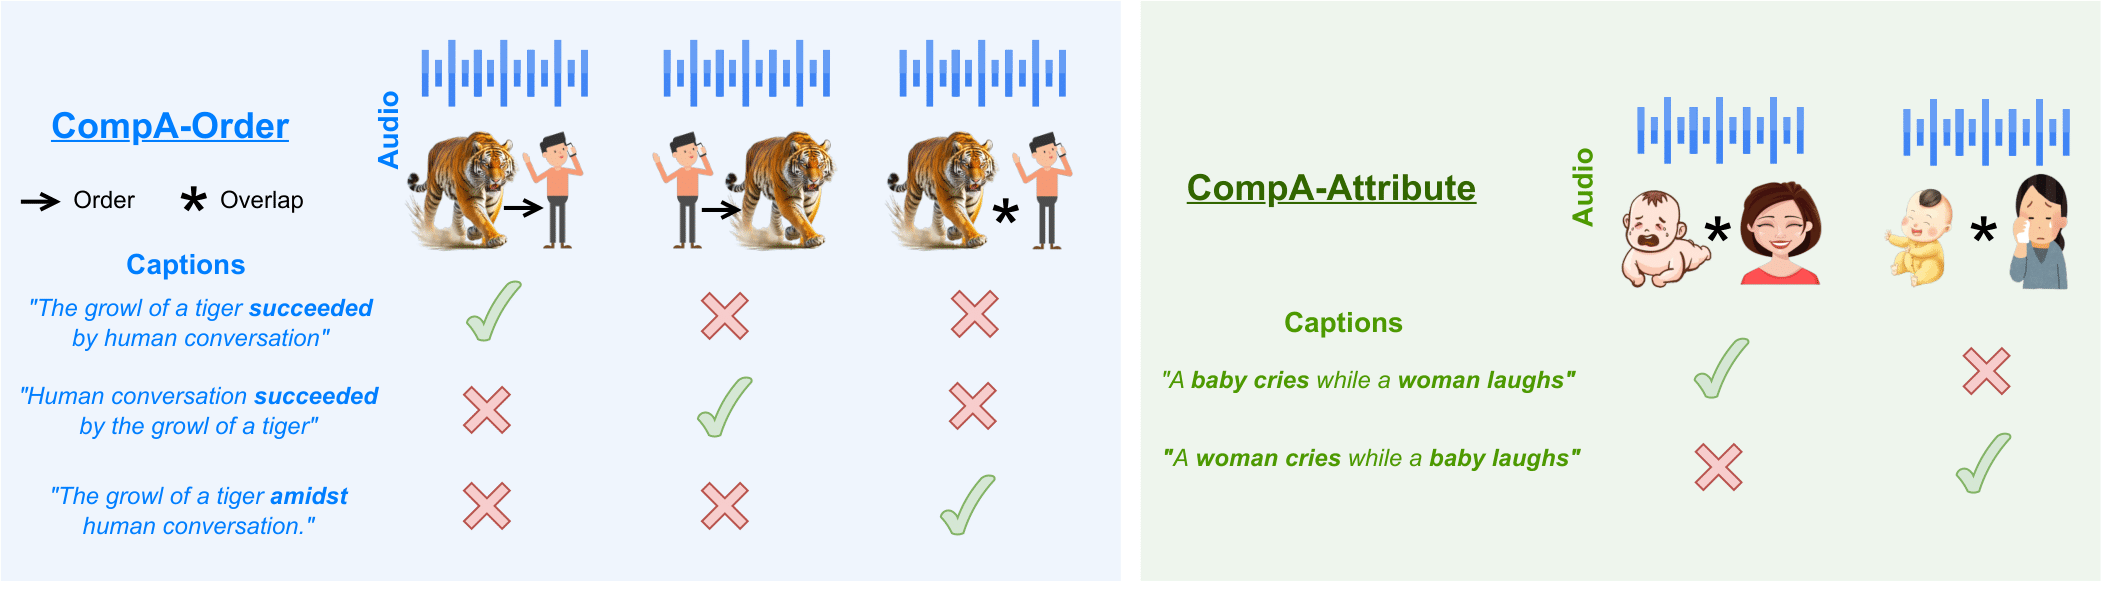 Audio
CompA-Order
→ Order * Overlap
Captions
"The growl of a tiger succeeded
by human conversation"
"Human conversation succeeded
by the growl of a tiger"
"The growl of a tiger amidst
human conversation."
Audio
CompA-Attribute
Captions
"A baby cries while a woman laughs"
"A woman cries while a baby laughs"